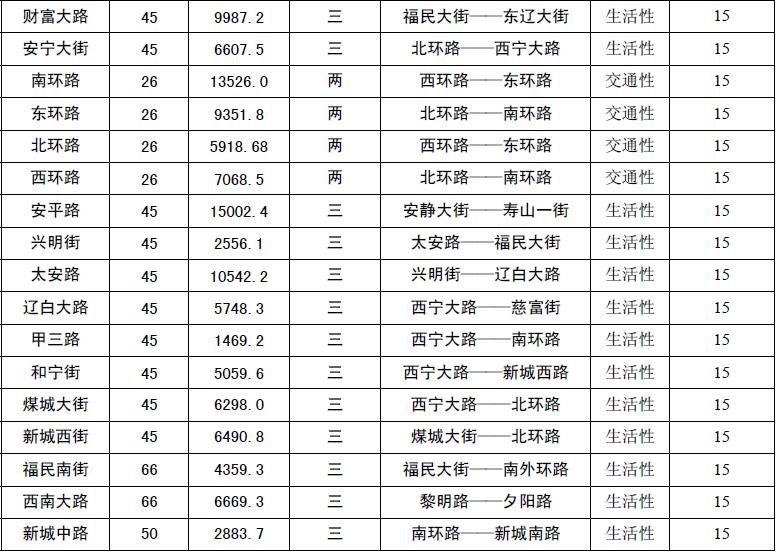 财富大路 45 9987.2 三 福民大街——东辽大街 生活性 15
安宁大街 45 6607.5 三 北环路——西宁大路 生活性 15
南环路 26 13526.0 两 西环路——东环路 交通性 15
东环路 26 9351.8 两 北环路——南环路 交通性 15
北环路 26 5918.68 两 西环路——东环路 交通性 15
西环路 26 7068.5 两 北环路——南环路 交通性 15
安平路 45 15002.4 三 安静大街——寿山一街 生活性 15
兴明街 45 2556.1 三 太安路——福民大街 生活性 15
太安路 45 10542.2 三 兴明街——辽白大路 生活性 15
辽白大路 45 5748.3 三 西宁大路——慈富街 生活性 15
甲三路 45 1469.2 三 西宁大路——南环路 生活性 15
和宁街 45 5059.6 三 西宁大路——新城西路 生活性 15
煤城大街 45 6298.0 三 西宁大路——北环路 生活性 15
新城西街 45 6490.8 三 煤城大街——北环路 生活性 15
福民南街 66 4359.3 三 福民大街——南外环路 生活性 15
西南大路 66 6669.3 三 黎明路——夕阳路 生活性 15
新城中路 50 2883.7 三 南环路——新城南路 生活性 15